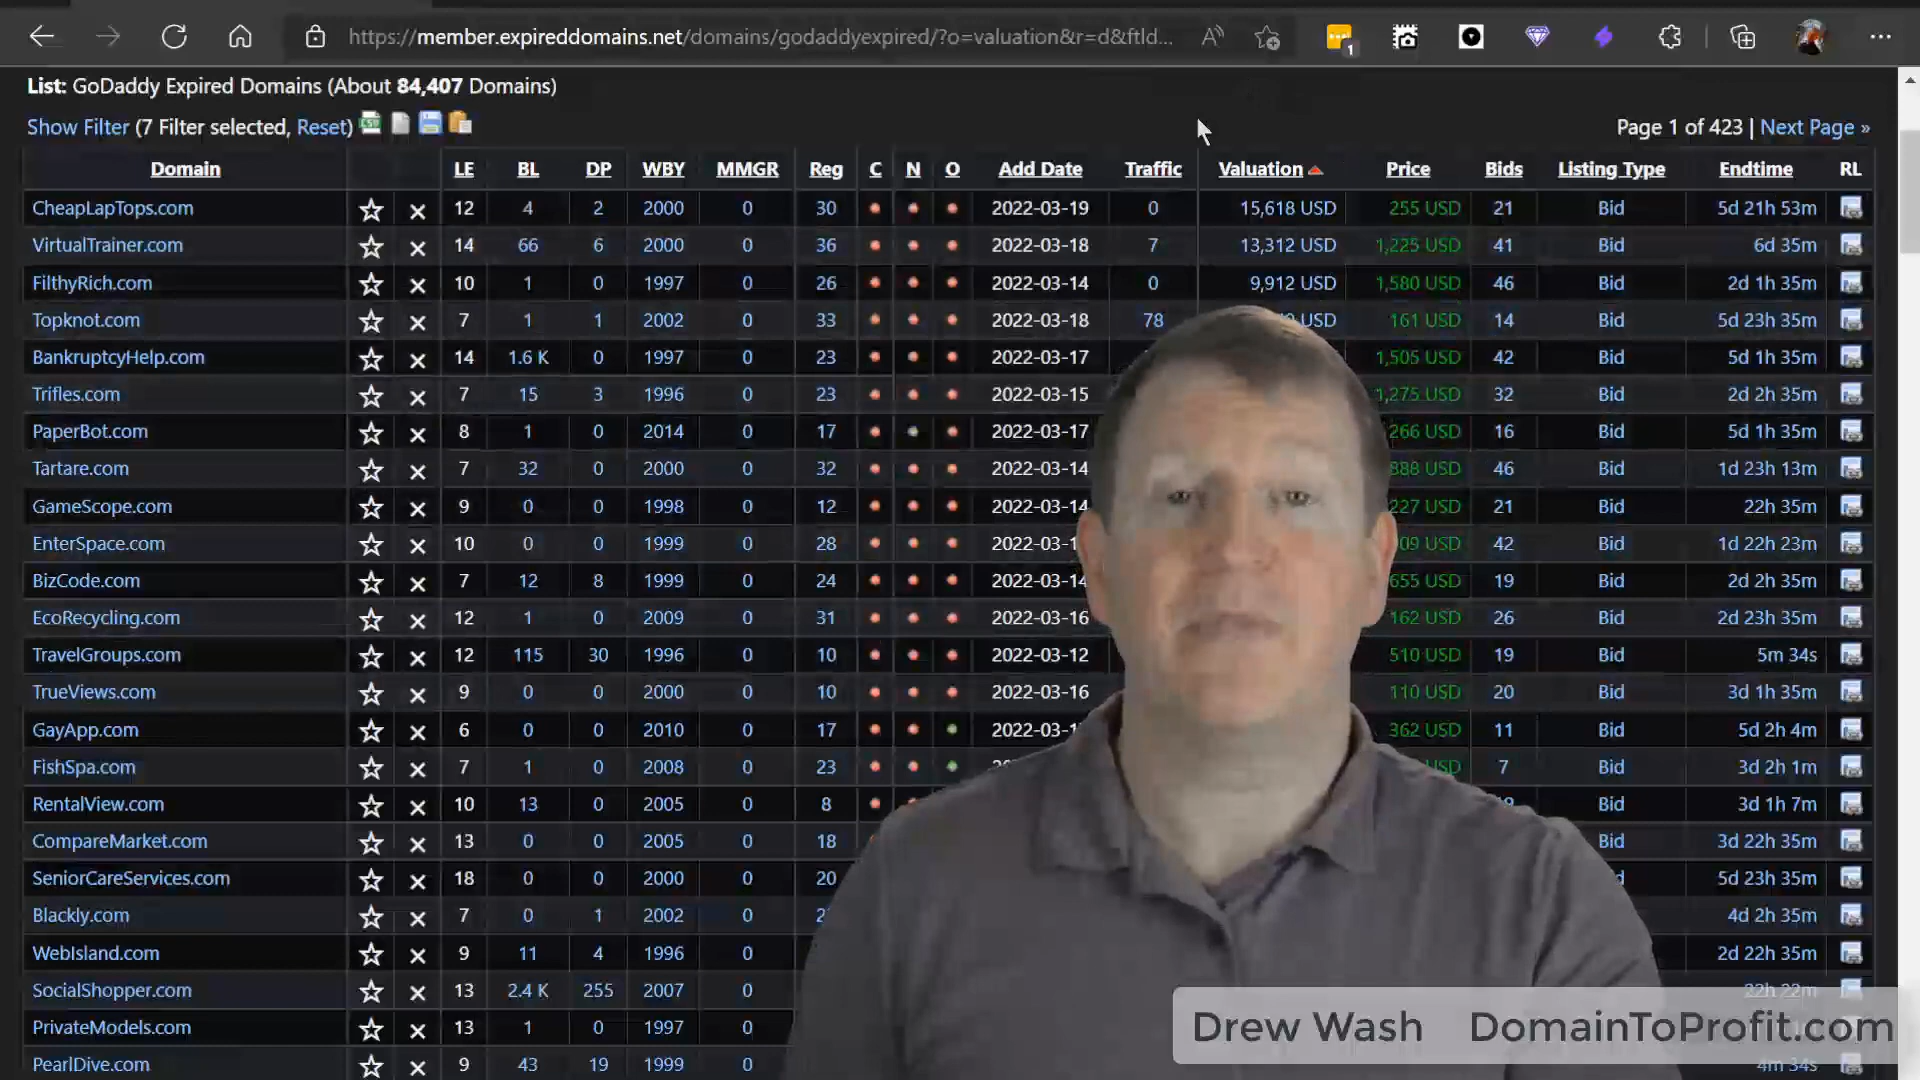 https://member.expireddomains.net/domains/godaddyexpired/?o=valuation&r=d&ftld... 1
List: GoDaddy Expired Domains (About 84,407 Domains)
Show Filter (7 Filter selected, Reset) Page 1 of 423 | Next Page »
Domain LE BL DP WBY MMGR Reg C N O Add Date Traffic Valuation Price Bids Listing Type Endtime RL
CheapLapTops.com 12 4 2 2000 0 30 2022-03-19 0 15,618 USD 255 USD 21 Bid 5d 21h 53m
VirtualTrainer.com 14 66 6 2000 0 36 2022-03-18 7 13,312 USD 1,225 USD 41 Bid 6d 35m
FilthyRich.com 10 1 0 1997 0 26 2022-03-14 0 9,912 USD 1,580 USD 46 Bid 2d 1h 35m
Topknot.com 7 1 1 2002 0 33 2022-03-18 78 USD 161 USD 14 Bid 5d 23h 35m
BankruptcyHelp.com 14 1.6 K 0 1997 0 23 2022-03-17 1,505 USD 42 Bid 5d 1h 35m
Trifles.com 7 15 3 1996 0 23 2022-03-15 1,275 USD 32 Bid 2d 2h 35m
PaperBot.com 8 1 0 2014 0 17 2022-03-17 266 USD 16 Bid 5d 1h 35m
Tartare.com 7 32 0 2000 0 32 2022-03-14 888 USD 46 Bid 1d 23h 13m
GameScope.com 9 0 0 1998 0 12 2022-03-14 227 USD 21 Bid 22h 35m
EnterSpace.com 10 0 0 1999 0 28 USD 42 Bid 1d 22h 23m
BizCode.com 7 12 8 1999 0 24 2022-03-14 655 USD 19 Bid 2d 2h 35m
EcoRecycling.com 12 1 0 2009 0 31 2022-03-16 162 USD 26 Bid 2d 23h 35m
TravelGroups.com 12 115 30 1996 0 10 2022-03-12 510 USD 19 Bid 5m 34s
TrueViews.com 9 0 0 2000 0 10 2022-03-16 110 USD 20 Bid 3d 1h 35m
GayApp.com 6 0 0 2010 0 17 362 USD 11 Bid 5d 2h 4m
FishSpa.com 7 1 0 2008 0 23 USD 7 Bid 3d 2h 1m
RentalView.com 10 13 0 2005 0 8 Bid 3d 1h 7m
CompareMarket.com 13 0 0 2005 0 18 Bid 3d 22h 35m
SeniorCareServices.com 18 0 0 2000 0 20 5d 23h 35m
Blackly.com 7 0 1 2002 0 4d 2h 35m
WebIsland.com 9 11 4 1996 0 2d 22h 35m
SocialShopper.com 13 2.4 K 255 2007 0 22h 22m
PrivateModels.com 13 1 0 1997 0
Drew Wash DomainToProfit.com
PearlDive.com 9 43 19 1999 0 4m 34s